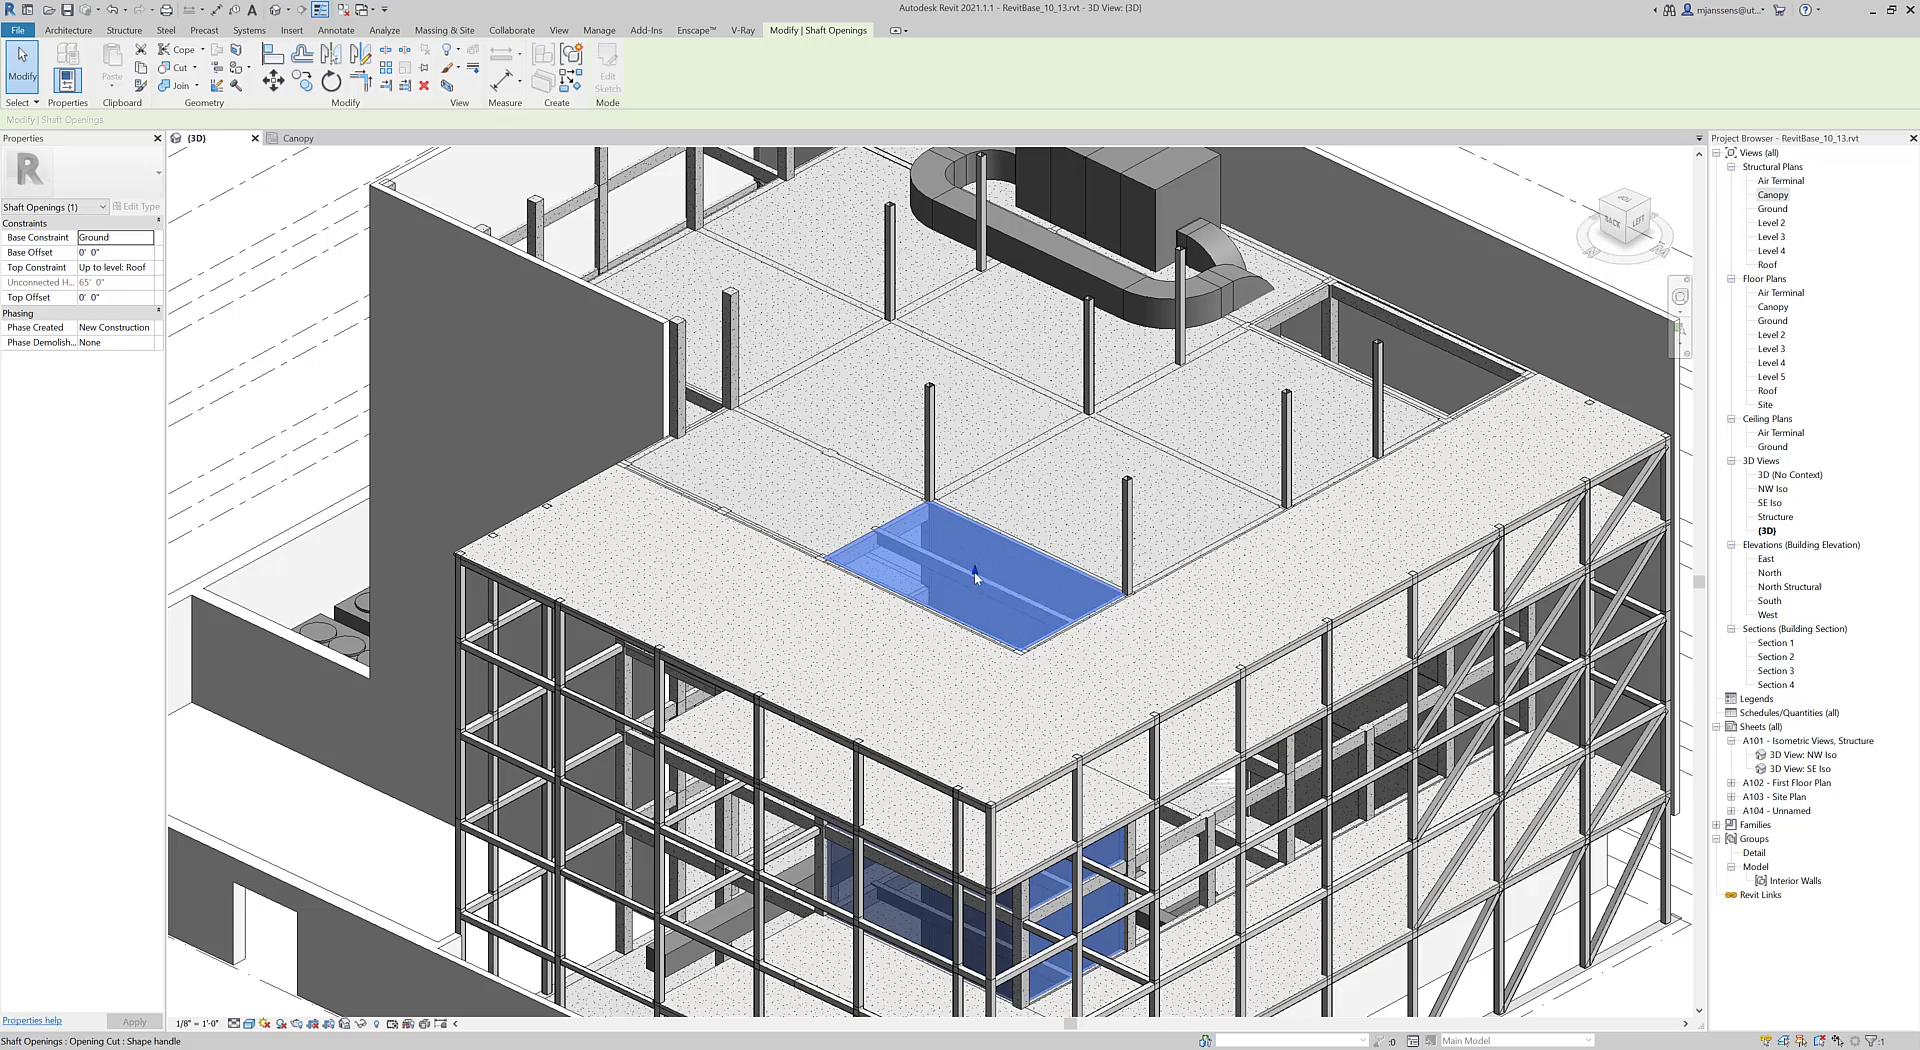 Autodesk Revit 2021.1.1 - RevitBase_10_13.rvt - 3D View: {3D}
mjanssens@ut...
File Architecture Structure Steel Precast Systems Insert Annotate Analyze Massing & Site Collaborate View Manage Add-Ins Enscape™ V-Ray Modify | Shaft Openings
Modify
Paste
Cope
Cut
Join
Edit
Sketch
Select Properties Clipboard Geometry Modify View Measure Create Mode
Modify | Shaft Openings
Properties
{3D}
Canopy
R
Shaft Openings (1)
Edit Type
Constraints
Base Constraint Ground
Base Offset 0' 0"
Top Constraint Up to level: Roof
Unconnected H... 65' 0"
Top Offset 0' 0"
Phasing
Phase Created New Construction
Phase Demolish... None
Properties help
Apply
BACK
LEFT
1/8" = 1'-0"
Shaft Openings : Opening Cut : Shape handle
:0
Main Model
:1
Project Browser - RevitBase_10_13.rvt
Views (all)
Structural Plans
Air Terminal
Canopy
Ground
Level 2
Level 3
Level 4
Roof
Floor Plans
Air Terminal
Canopy
Ground
Level 2
Level 3
Level 4
Level 5
Roof
Site
Ceiling Plans
Air Terminal
Ground
3D Views
3D (No Context)
NW Iso
SE Iso
Structure
{3D}
Elevations (Building Elevation)
East
North
North Structural
South
West
Sections (Building Section)
Section 1
Section 2
Section 3
Section 4
Legends
Schedules/Quantities (all)
Sheets (all)
A101 - Isometric Views, Structure
3D View: NW Iso
3D View: SE Iso
A102 - First Floor Plan
A103 - Site Plan
A104 - Unnamed
Families
Groups
Detail
Model
Interior Walls
Revit Links